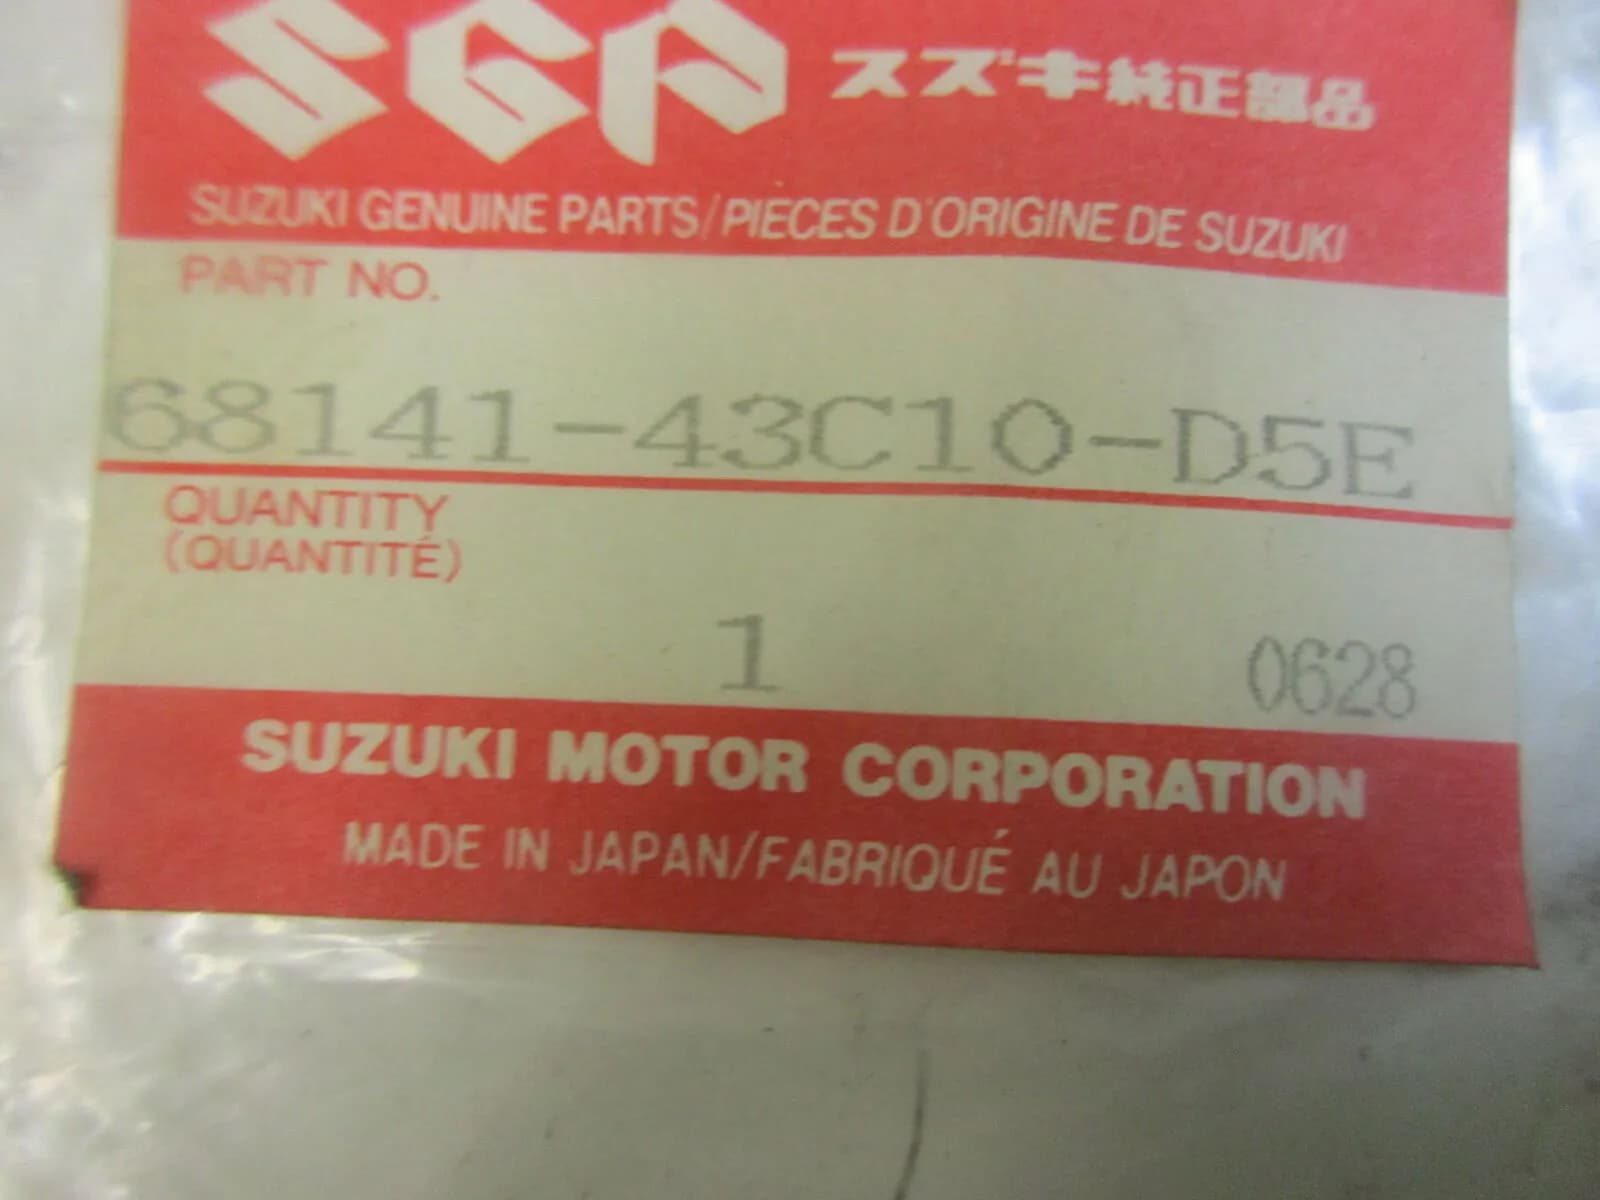 SGP スズキ純正部品
SUZUKI GENUINE PARTS/PIECES D'ORIGINE DE SUZUKI
PART NO.
68141-43C10-D5E
QUANTITY
(QUANTITÉ)
1 0628
SUZUKI MOTOR CORPORATION
MADE IN JAPAN/FABRIQUÉ AU JAPON